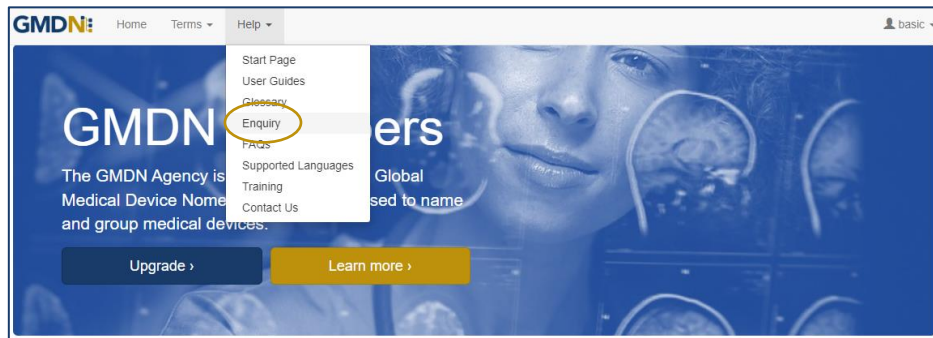 GMDN Home Terms Help basic
Start Page
User Guides
Glossary
Enquiry
FAQs
Supported Languages
Training
Contact Us
GMDN ers
The GMDN Agency is Global
Medical Device Nome sed to name
and group medical devices.
Upgrade ›
Learn more ›